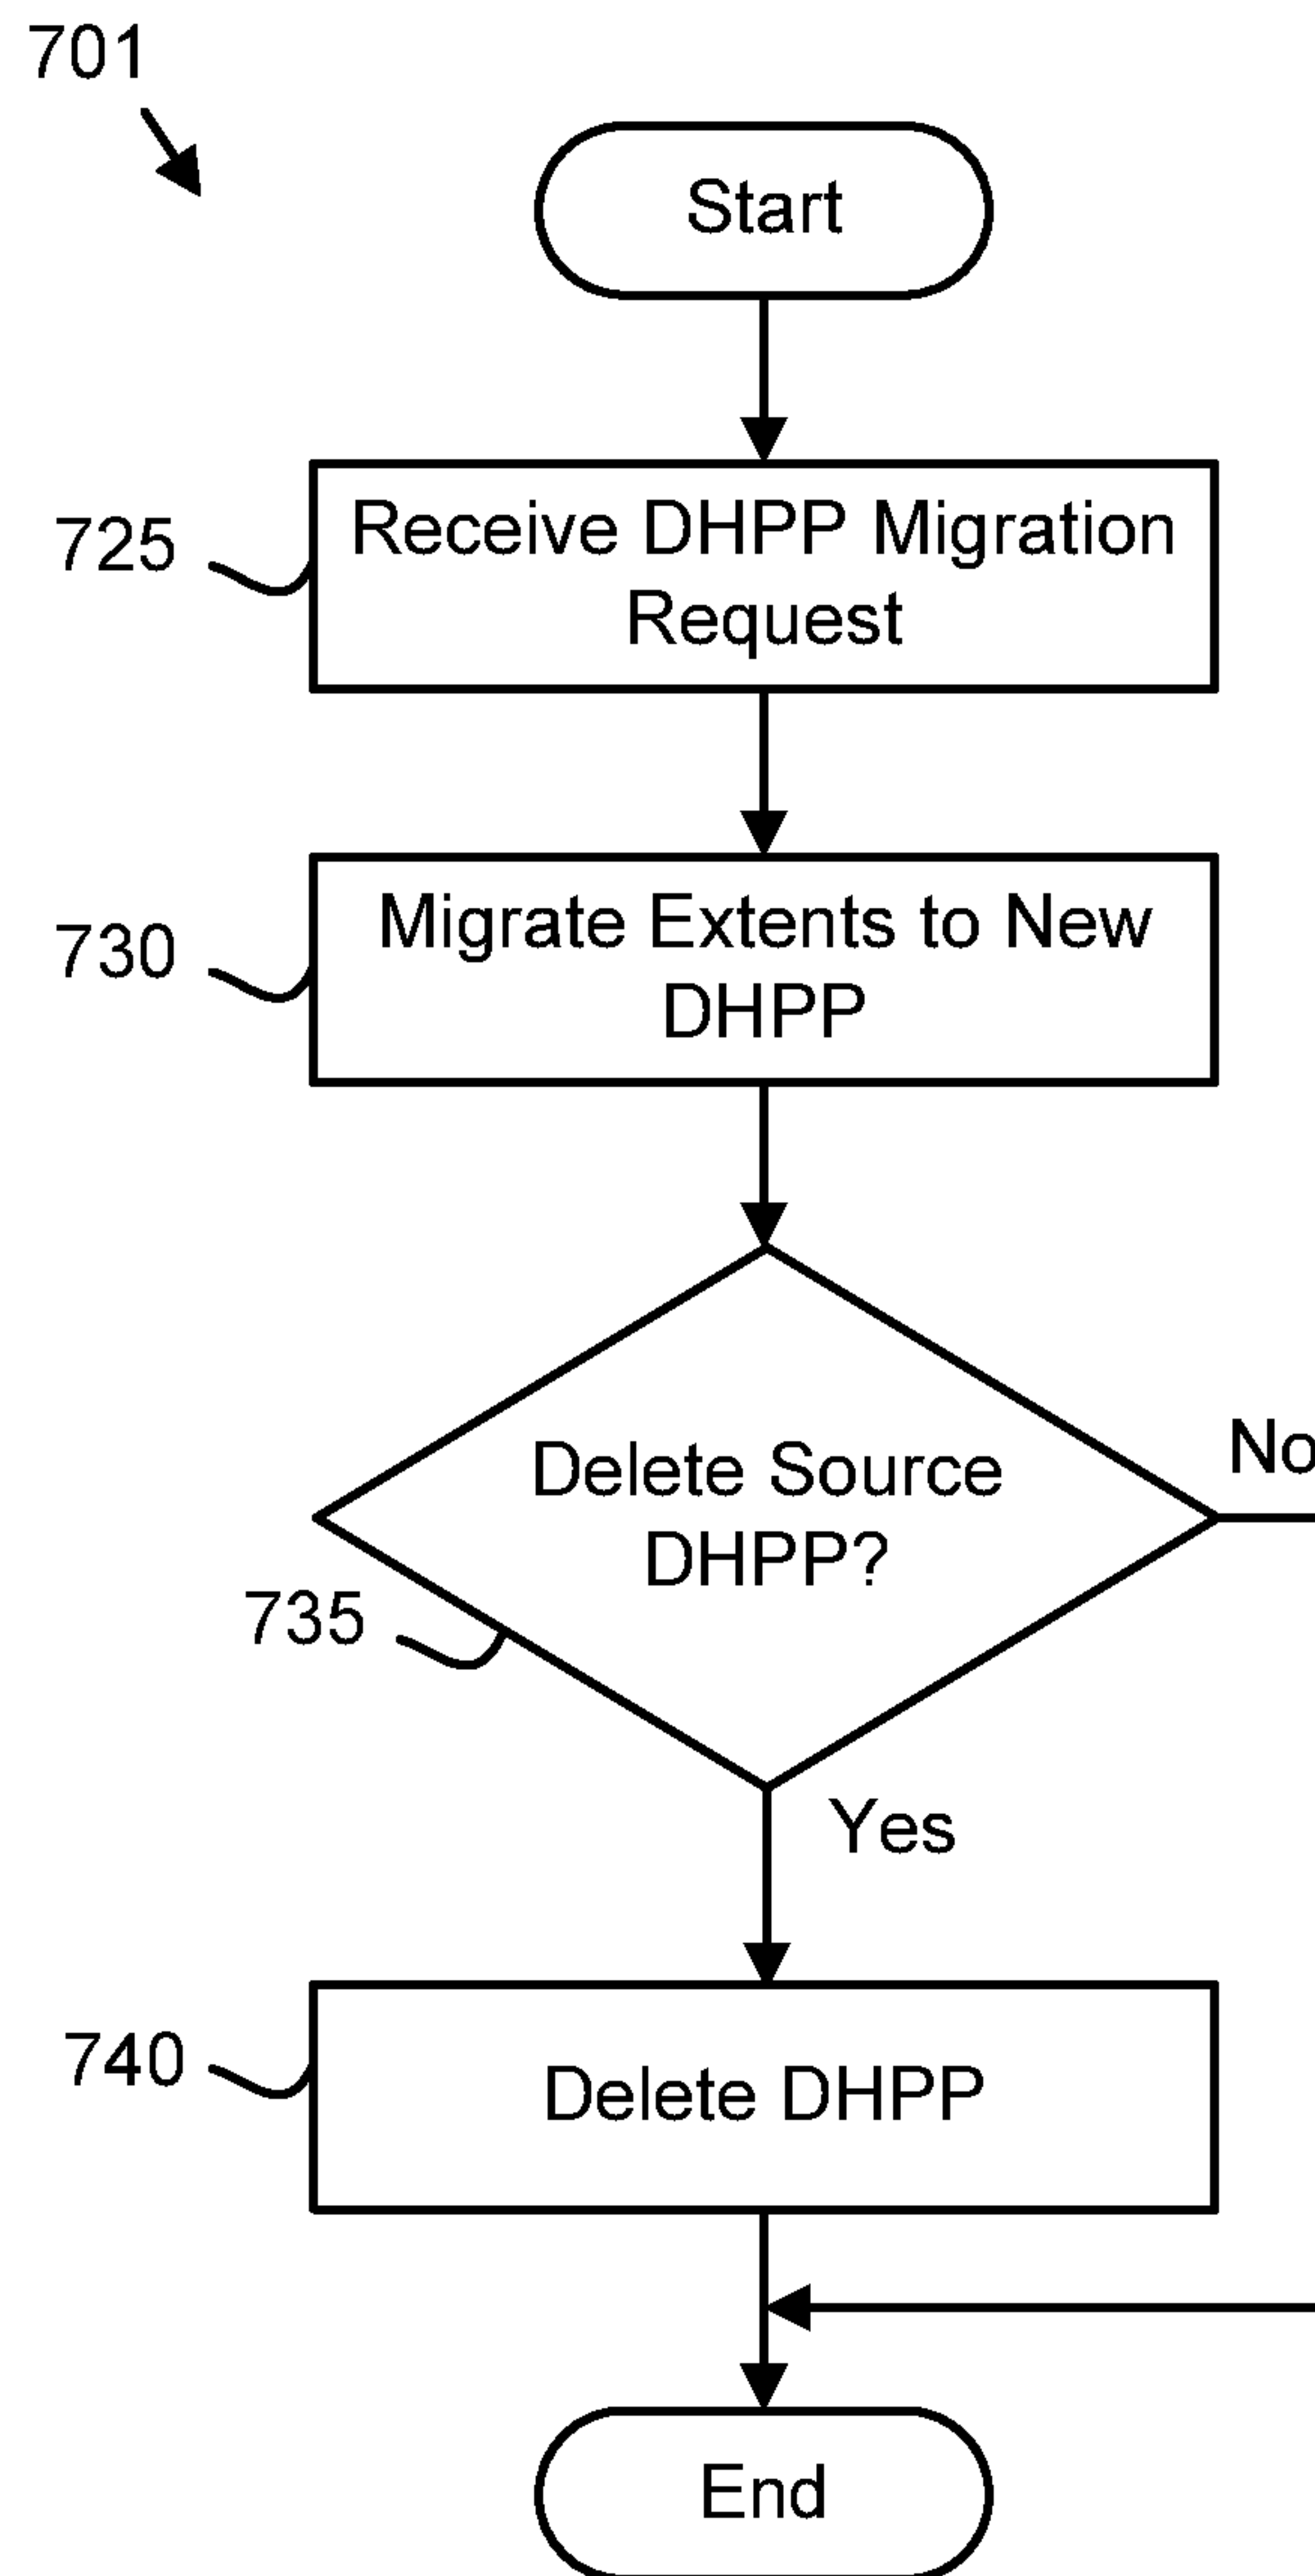 701
Start
725
Receive DHPP Migration
Request
730
Migrate Extents to New
DHPP
Delete Source
DHPP?
No
735
Yes
740
Delete DHPP
End